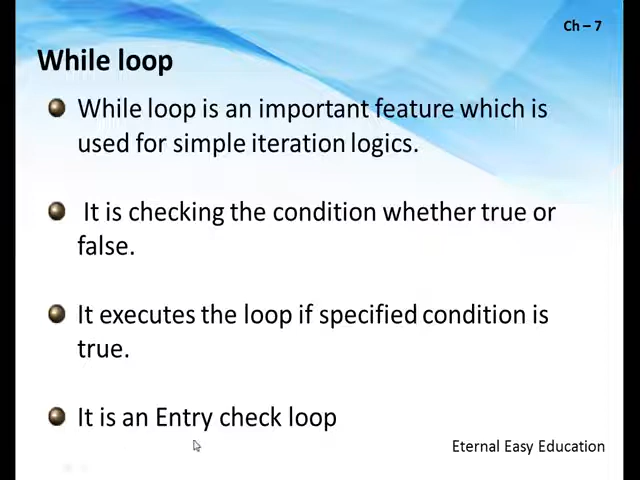 Ch – 7
While loop
While loop is an important feature which is
used for simple iteration logics.
It is checking the condition whether true or
false.
It executes the loop if specified condition is
true.
It is an Entry check loop
Eternal Easy Education